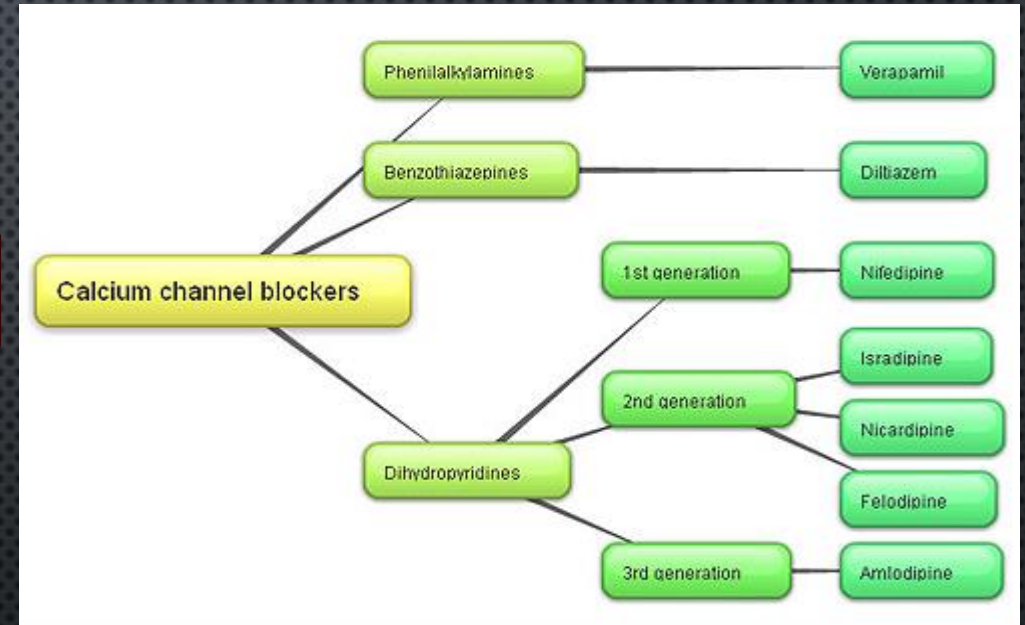 Phenilalkylamines
Verapamil
Benzothiazepines
Diltiazem
Calcium channel blockers
1st generation
Nifedipine
Isradipine
2nd generation
Nicardipine
Dihydropyridines
Felodipine
3rd generation
Amlodipine